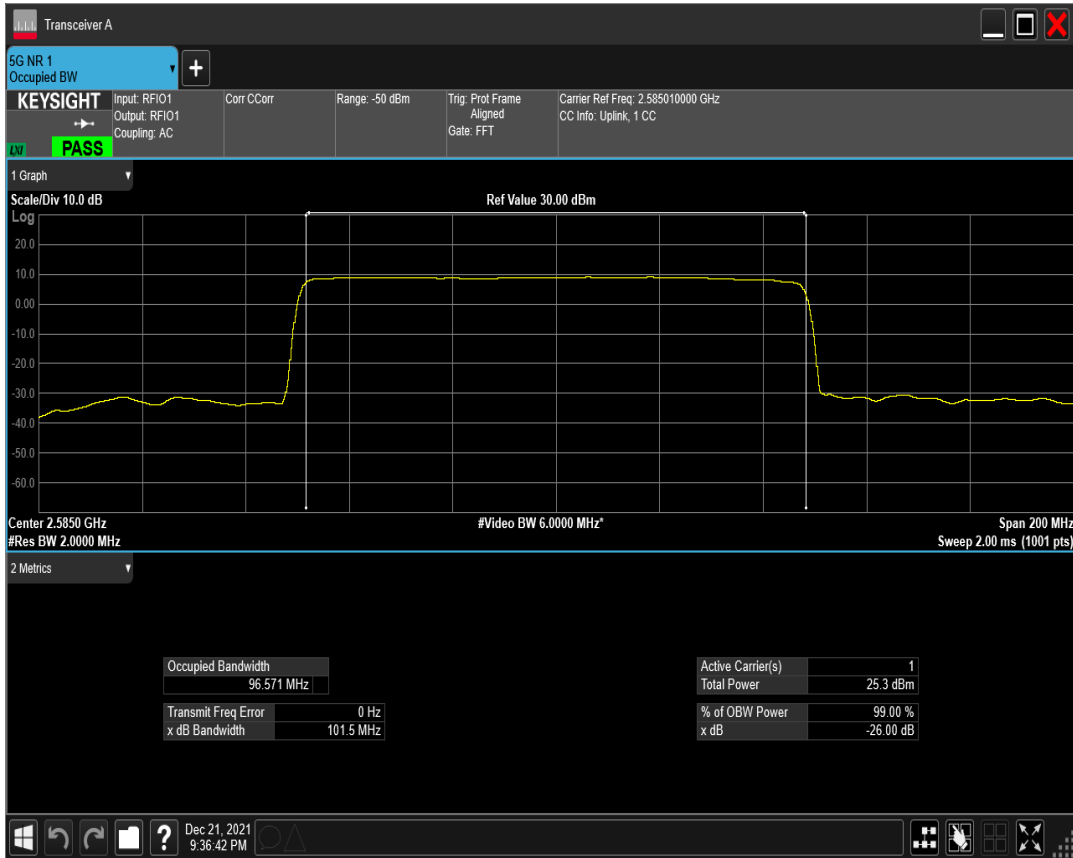 Transceiver A
5G NR 1
Occupied BW
+
KEYSIGHT
LXI
PASS
Input: RFIO1
Output: RFIO1
Coupling: AC
Corr CCorr
Range: -50 dBm
Trig: Prot Frame
Aligned
Gate: FFT
Carrier Ref Freq: 2.585010000 GHz
CC Info: Uplink, 1 CC
1 Graph
Scale/Div 10.0 dB
Ref Value 30.00 dBm
Log
20.0
10.0
0.00
-10.0
-20.0
-30.0
-40.0
-50.0
-60.0
Center 2.5850 GHz
#Video BW 6.0000 MHz*
Span 200 MHz
#Res BW 2.0000 MHz
Sweep 2.00 ms (1001 pts)
2 Metrics
Occupied Bandwidth
96.571 MHz
Transmit Freq Error 0 Hz
x dB Bandwidth 101.5 MHz
Active Carrier(s) 1
Total Power 25.3 dBm
% of OBW Power 99.00 %
x dB -26.00 dB
?
Dec 21, 2021
9:36:42 PM